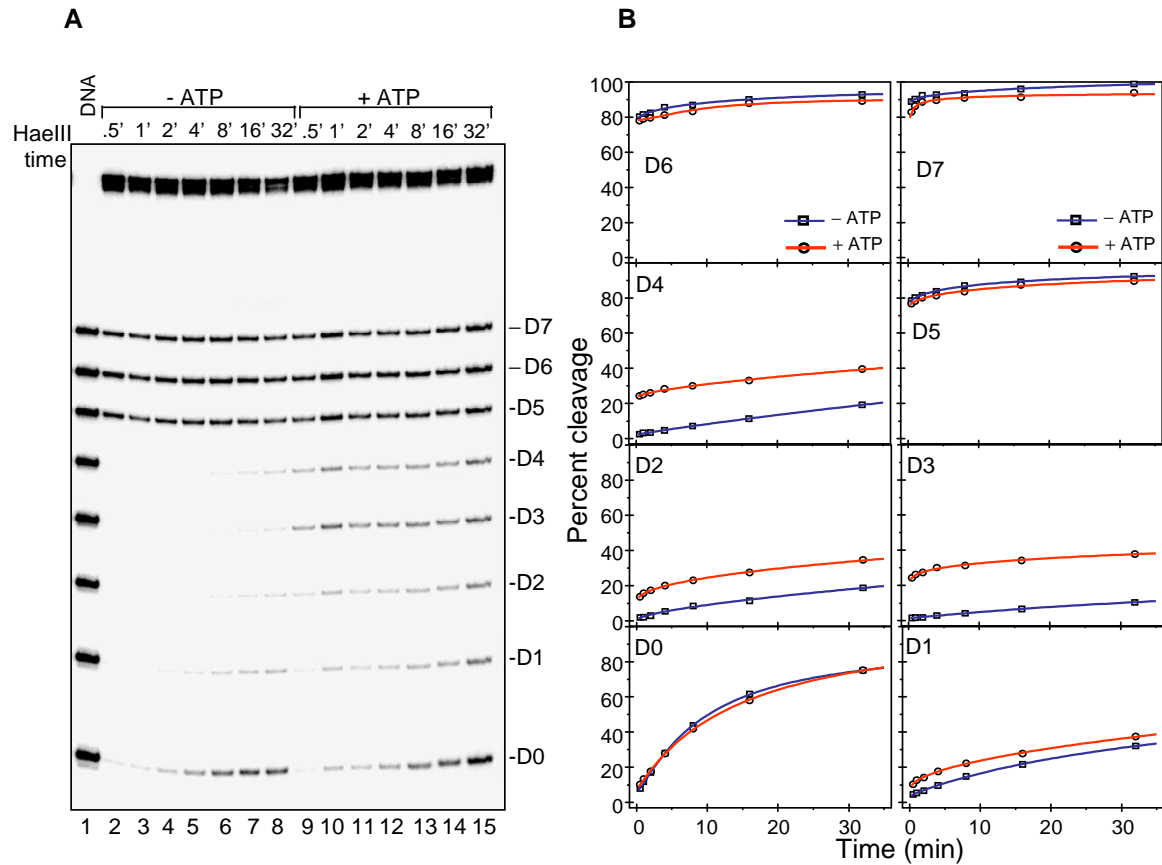 A
DNA
- ATP
+ ATP
HaeIII
time
.5' 1' 2' 4' 8' 16' 32' .5' 1' 2' 4' 8' 16' 32'
–D7
–D6
-D5
-D4
-D3
-D2
-D1
-D0
1 2 3 4 5 6 7 8 9 10 11 12 13 14 15
B
Percent cleavage
100
80
60
40
20
0
D6
– ATP
+ ATP
D7
– ATP
+ ATP
80
60
40
20
0
D4
D5
80
60
40
20
0
D2
D3
80
60
40
20
0
D0
D1
0 10 20 30
0 10 20 30
Time (min)